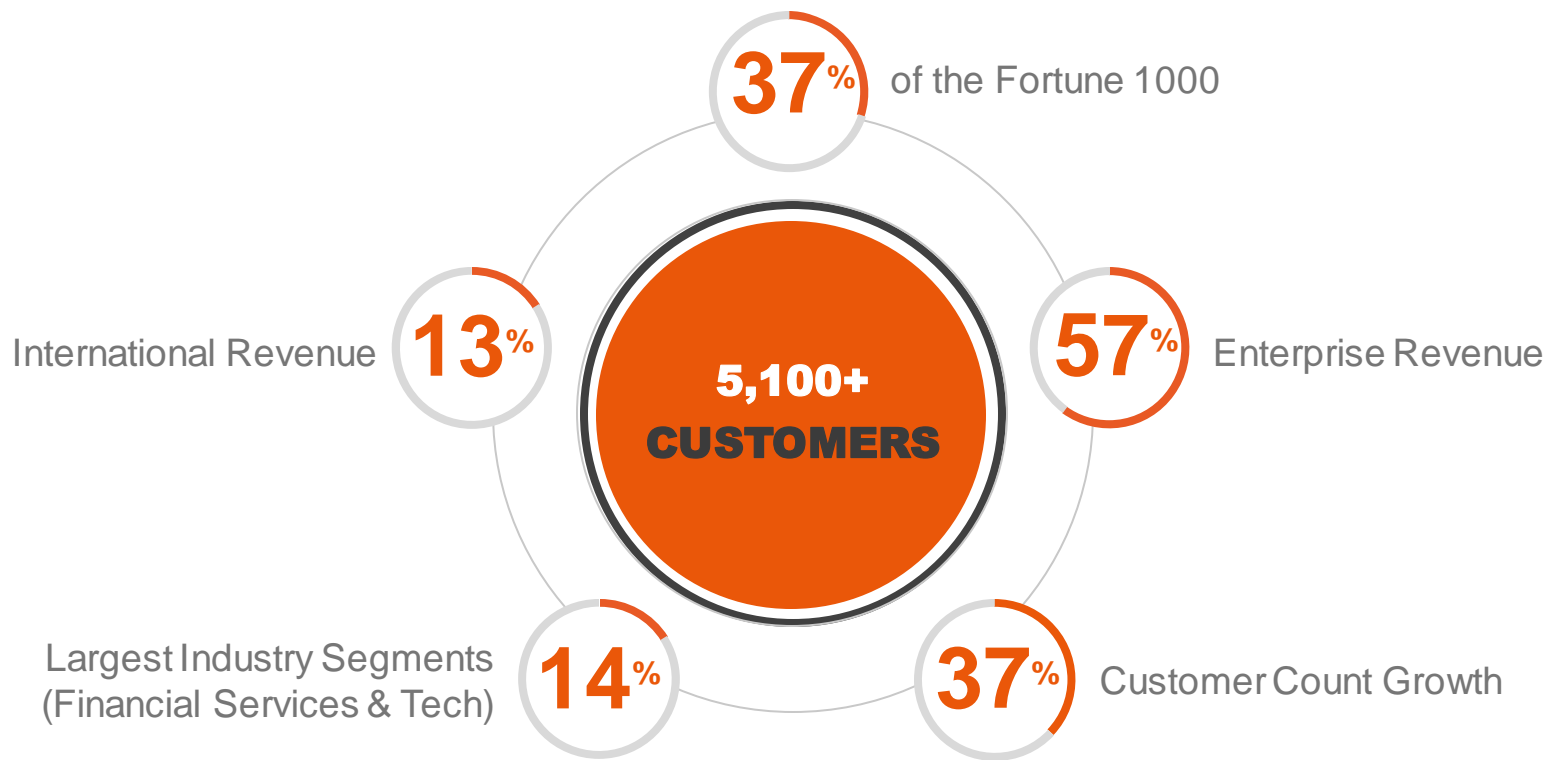 37%
of the Fortune 1000
13%
International Revenue
57%
Enterprise Revenue
5,100+
CUSTOMERS
14%
Largest Industry Segments
(Financial Services & Tech)
37%
Customer Count Growth